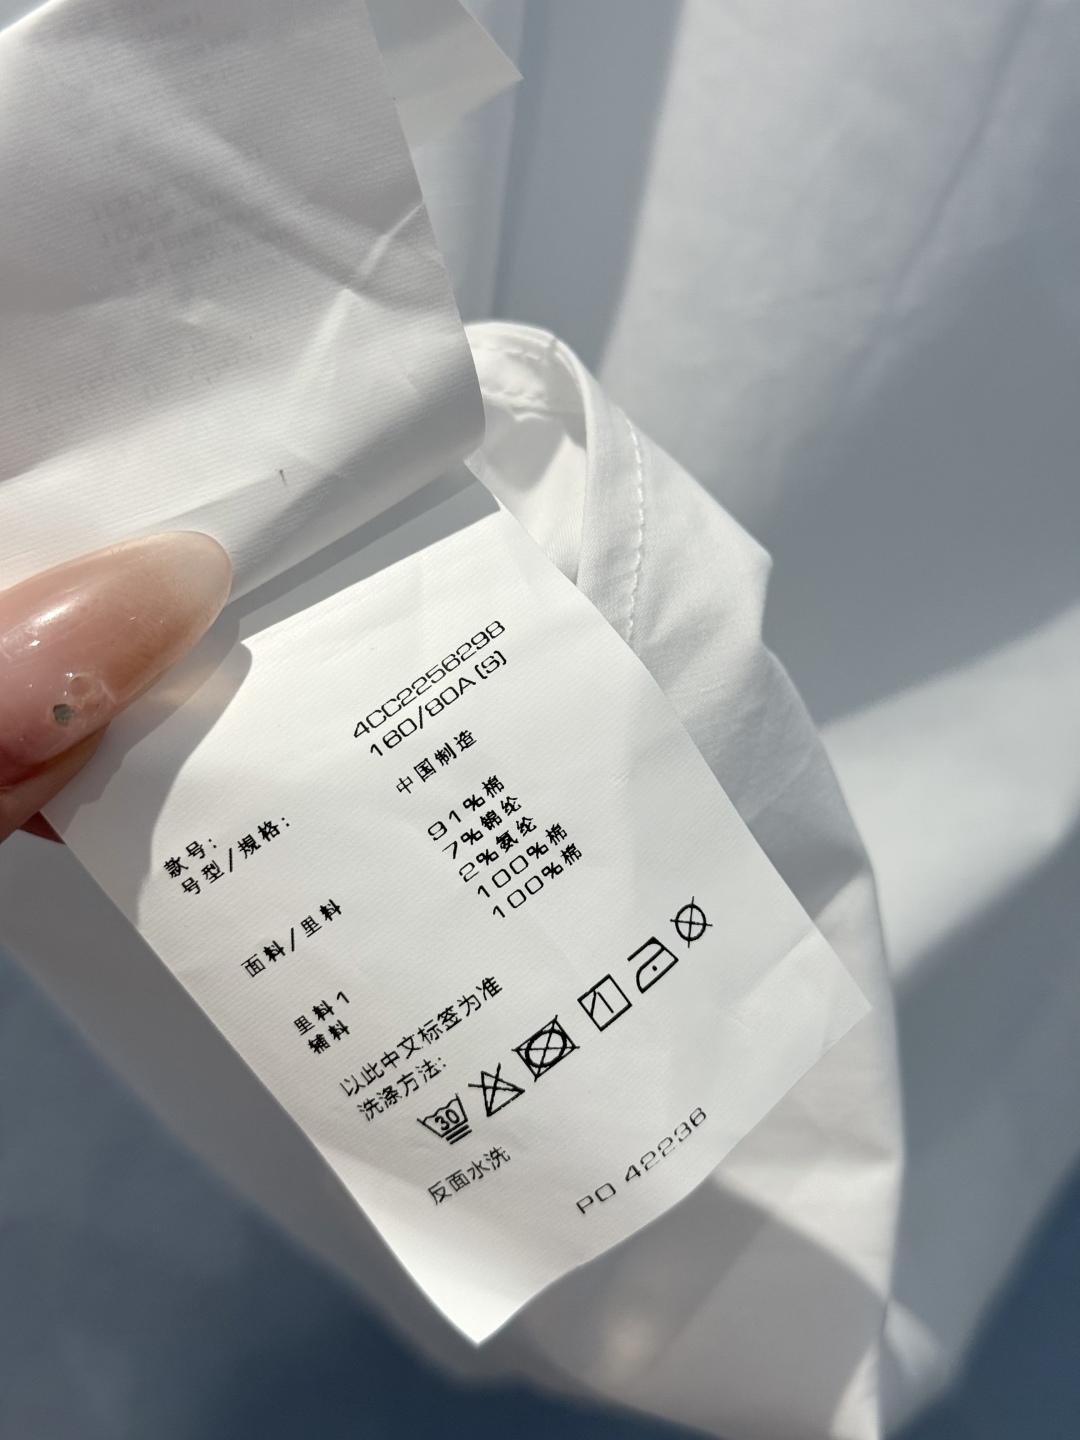 款号: 4CC2256298
号型/规格: 160/80A (S)
中国制造
面料/里料 91%棉
7%锦纶
2%氨纶
里料1 100%棉
辅料 100%棉
以此中文标签为准
洗涤方法:
30
1
反面水洗
PO 42236